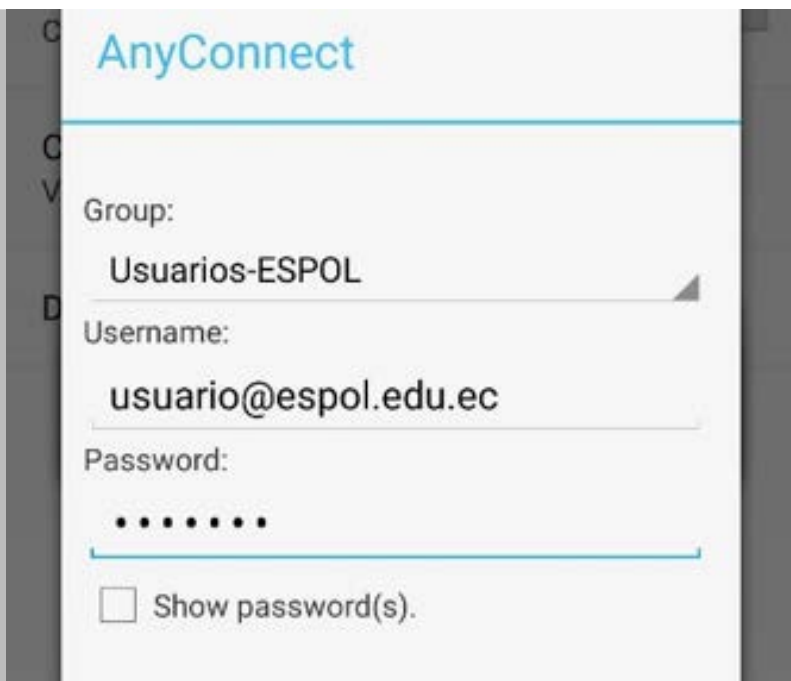 AnyConnect
Group:
Usuarios-ESPOL
Username:
usuario@espol.edu.ec
Password:
•••••••
Show password(s).